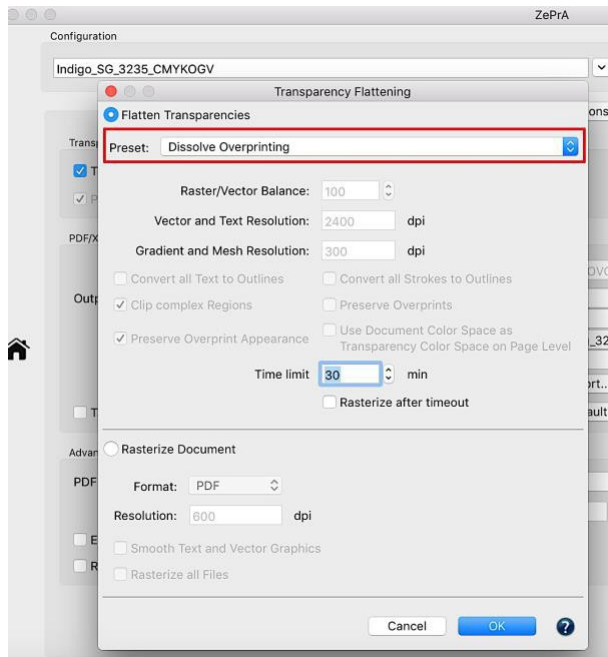 ZePrA
Configuration
Indigo_SG_3235_CMYKOGV
Transparency Flattening
Flatten Transparencies
Preset: Dissolve Overprinting
Raster/Vector Balance: 100
Vector and Text Resolution: 2400 dpi
Gradient and Mesh Resolution: 300 dpi
Convert all Text to Outlines Convert all Strokes to Outlines
Clip complex Regions Preserve Overprints
Preserve Overprint Appearance Use Document Color Space as
Transparency Color Space on Page Level
Time limit 30 min
Rasterize after timeout
Rasterize Document
Format: PDF
Resolution: 600 dpi
Smooth Text and Vector Graphics
Rasterize all Files
Cancel OK ?
PDF/X
PDF